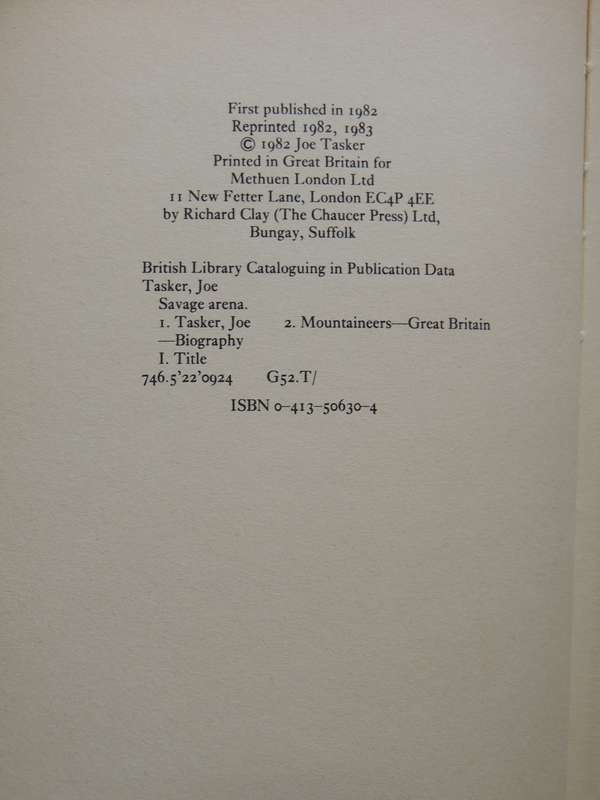 First published in 1982
Reprinted 1982, 1983
© 1982 Joe Tasker
Printed in Great Britain for
Methuen London Ltd
11 New Fetter Lane, London EC4P 4EE
by Richard Clay (The Chaucer Press) Ltd,
Bungay, Suffolk
British Library Cataloguing in Publication Data
Tasker, Joe
Savage arena.
1. Tasker, Joe 2. Mountaineers—Great Britain
—Biography
I. Title
746.5'22'0924 G52.T/
ISBN 0–413–50630–4